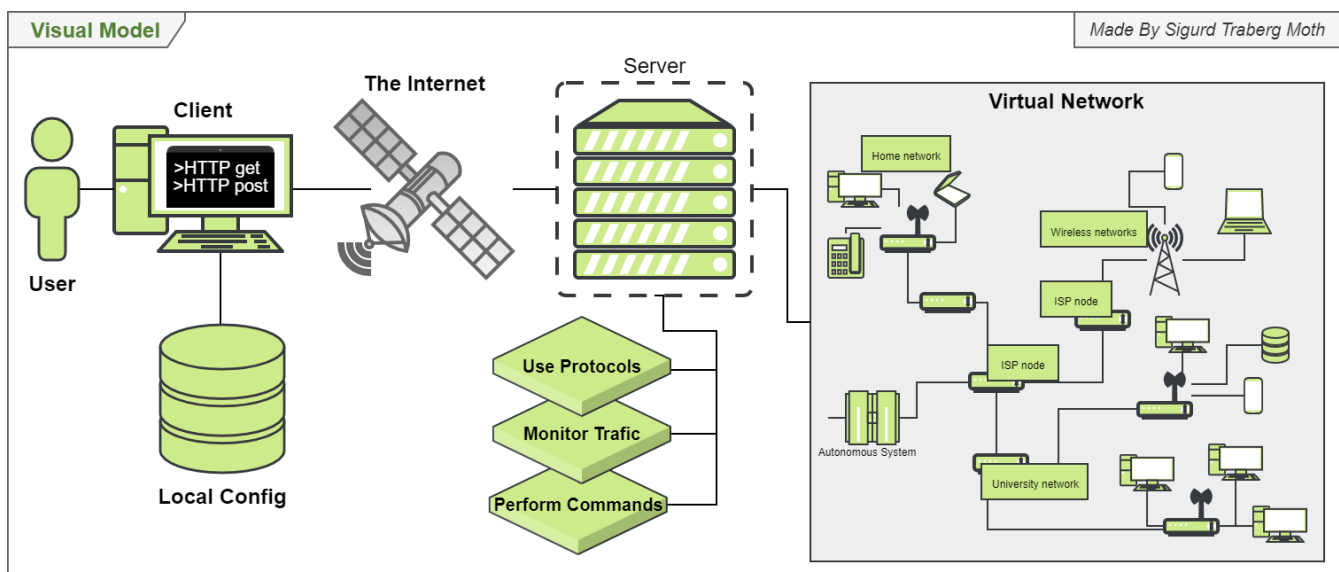 Visual Model
Made By Sigurd Traberg Moth
Server
The Internet
Client
Virtual Network
>HTTP get
>HTTP post
User
Local Config
Use Protocols
Monitor Trafic
Perform Commands
Home network
Wireless networks
ISP node
ISP node
Autonomous System
University network